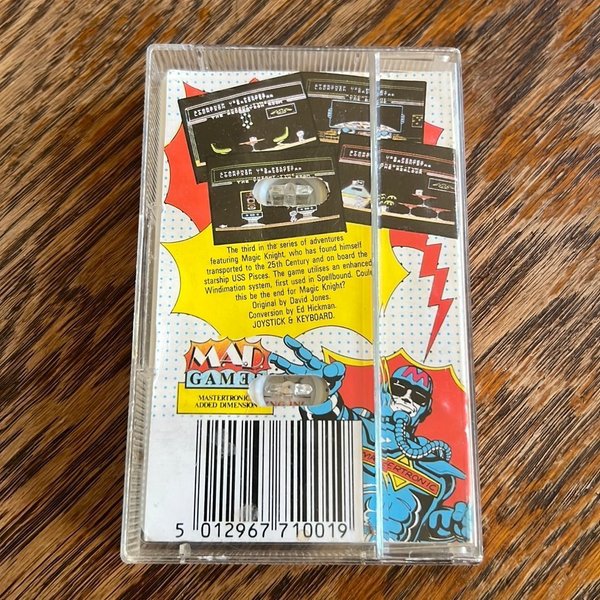 The third in the series of adventures
featuring Magic Knight, who has found himself
transported to the 25th Century and on board the
starship USS Pisces. The game utilises an enhanced
Windimation system, first used in Spellbound. Could
this be the end for Magic Knight?
Original by David Jones.
Conversion by Ed Hickman.
JOYSTICK & KEYBOARD.
M.A.D.
GAMES
MASTERTRONIC
ADDED DIMENSION
MASTERTRONIC
5 012967 710019